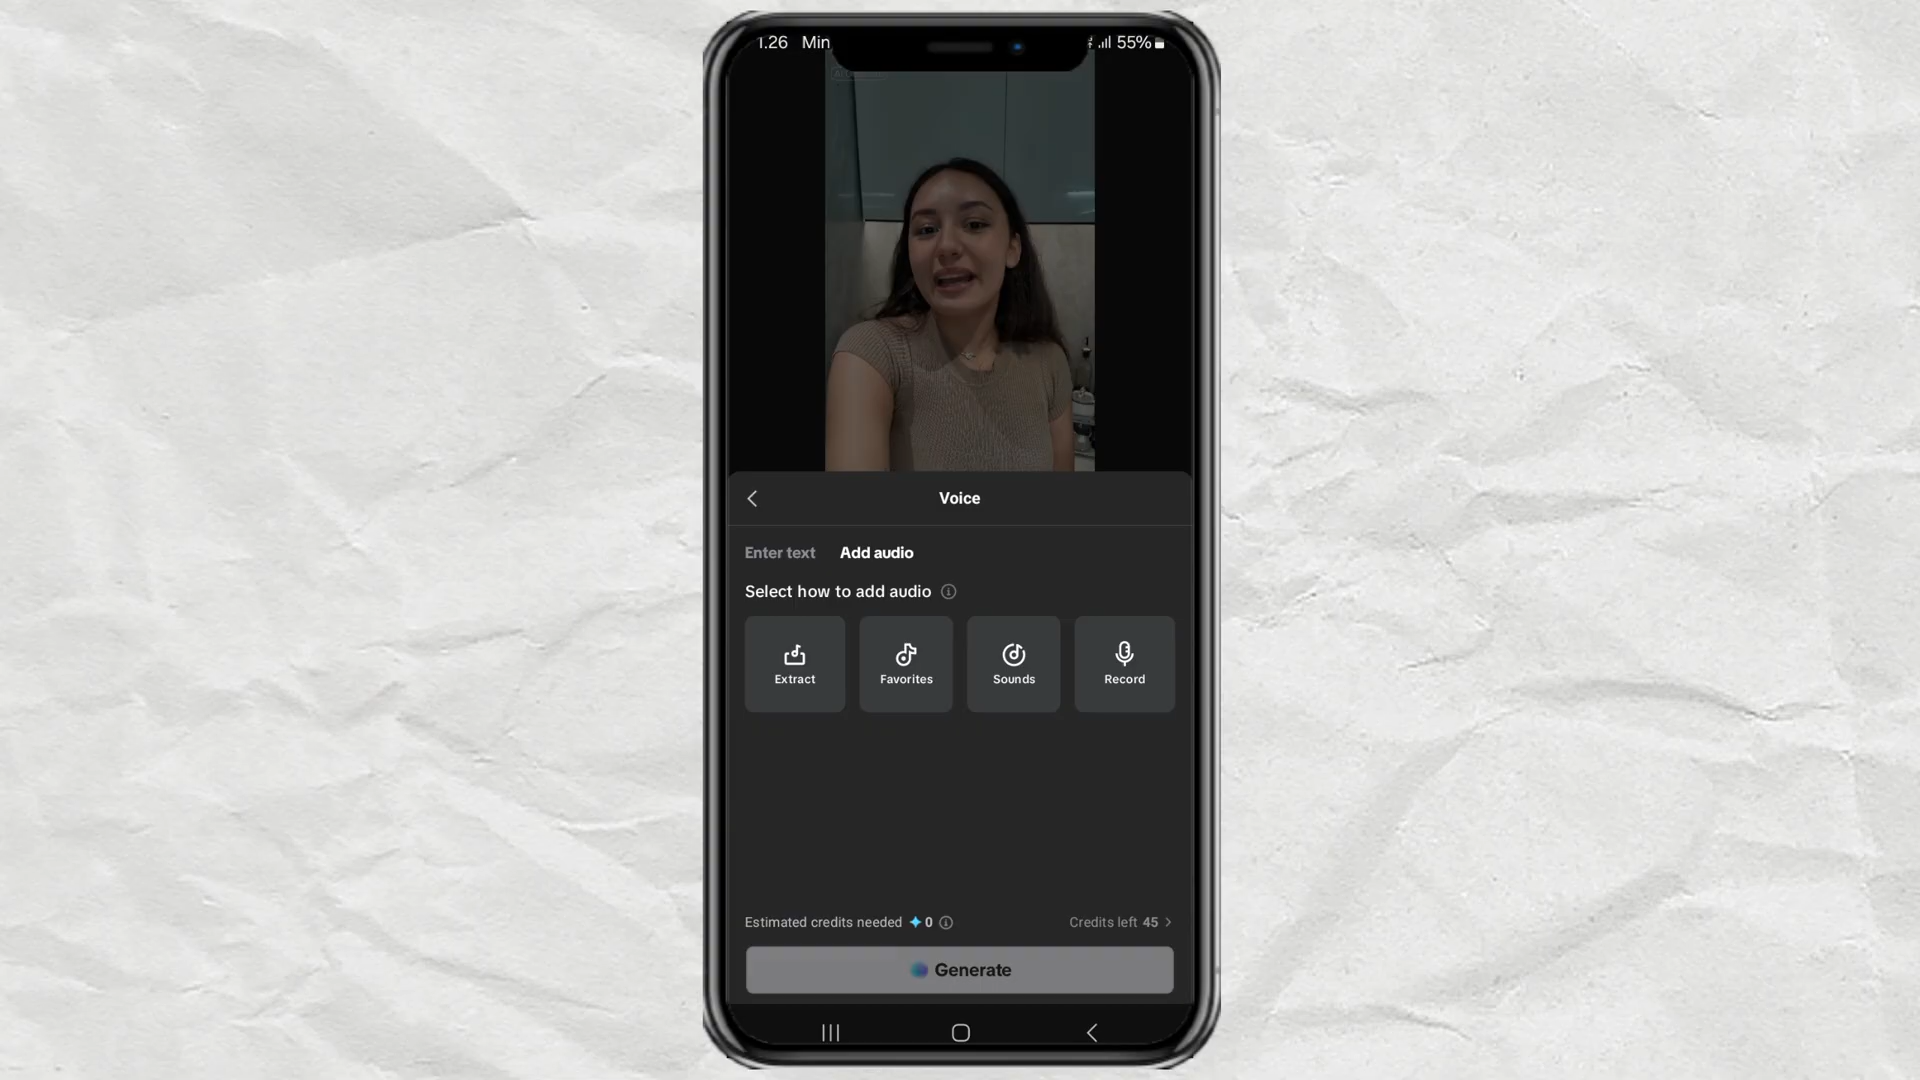 1.26 Min 55%
Voice
Enter text Add audio
Select how to add audio
Extract Favorites Sounds Record
Estimated credits needed 0 Credits left 45
Generate